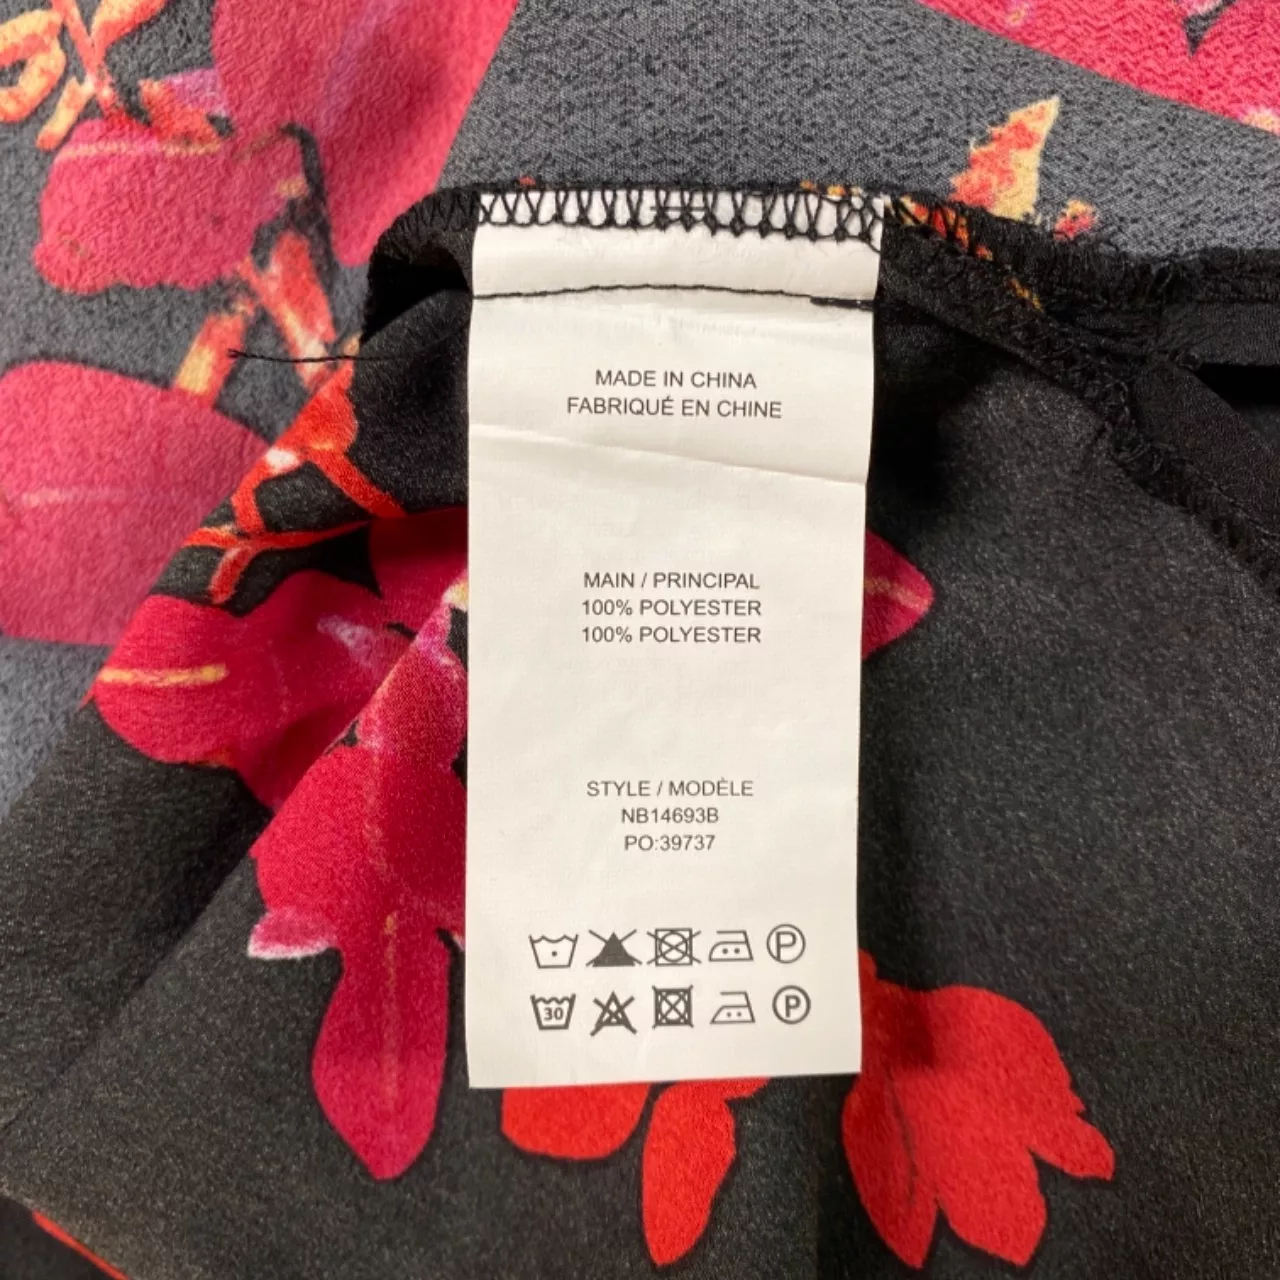 MADE IN CHINA
FABRIQUÉ EN CHINE
MAIN / PRINCIPAL
100% POLYESTER
100% POLYESTER
STYLE / MODÈLE
NB14693B
PO:39737
P
30 P